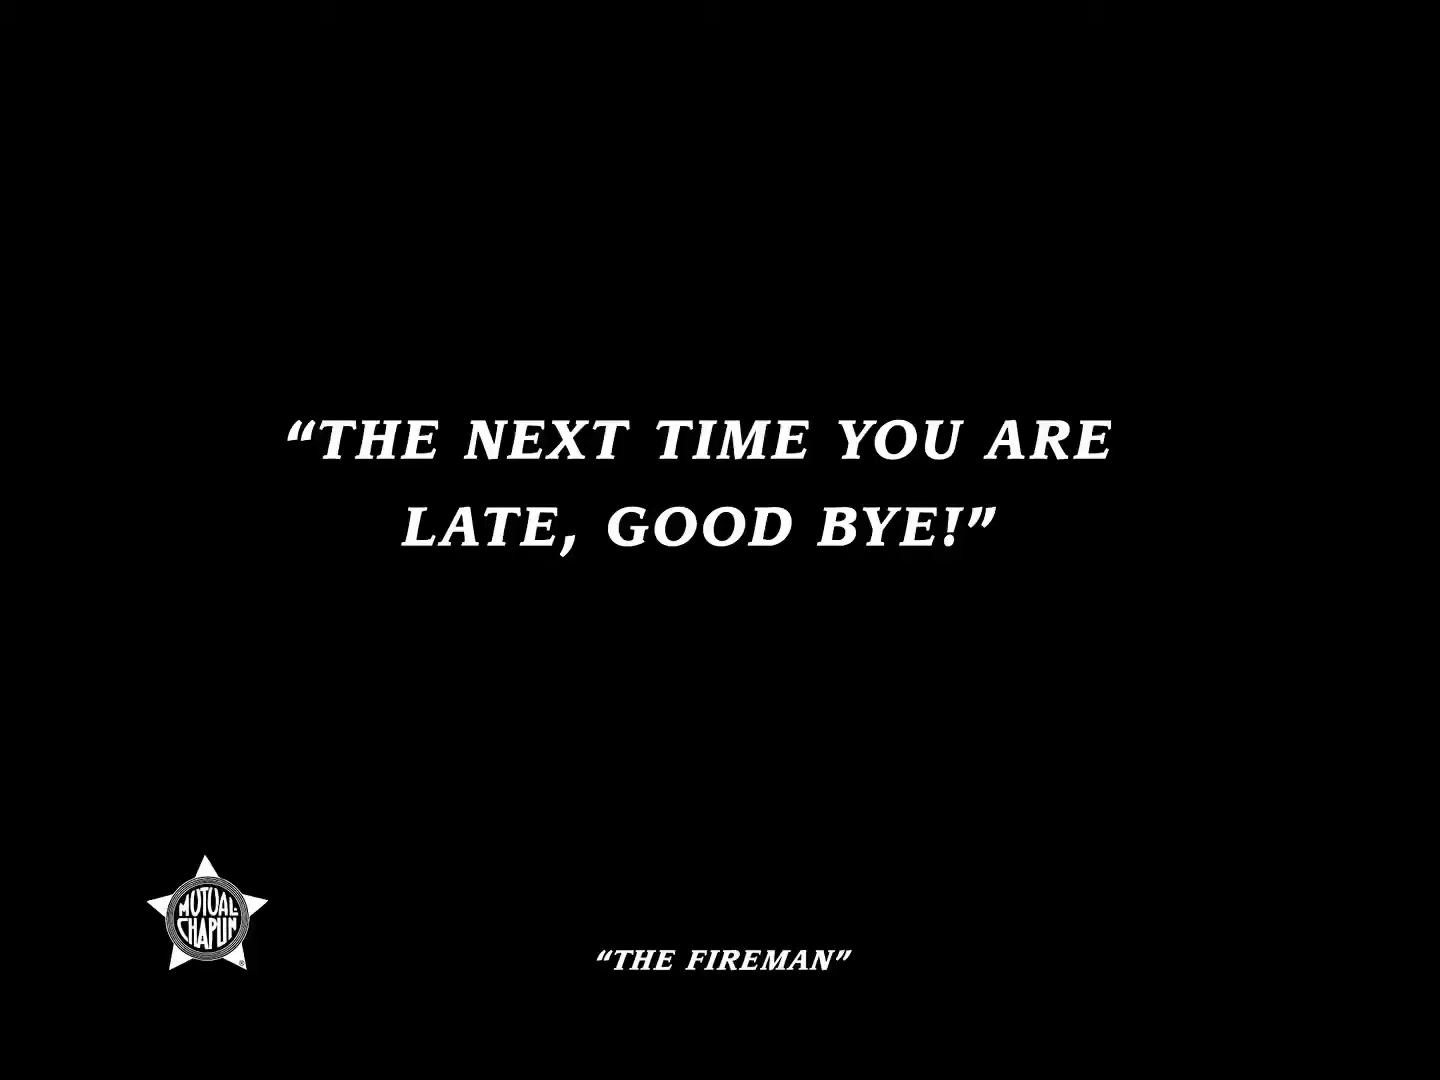 “THE NEXT TIME YOU ARE
LATE, GOOD BYE!”
MUTUAL-
CHAPLIN
“THE FIREMAN”